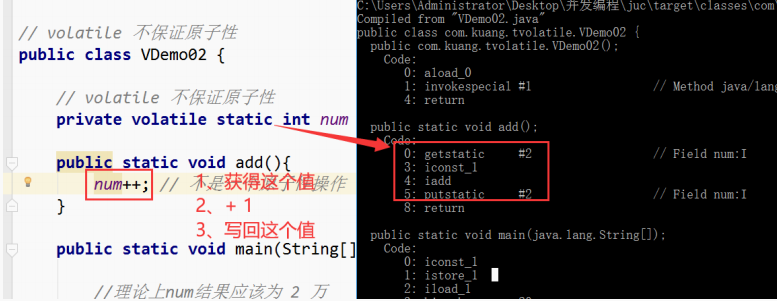 // volatile 不保证原子性
public class VDemo02 {
// volatile 不保证原子性
private volatile static int num
public static void add(){
num++; // 不是 操作
1、获得这个值
2、+ 1
3、写回这个值
}
public static void main(String[]
//理论上num结果应该为 2 万
C:\Users\Administrator\Desktop\开发编程\juc\target\classes\com
Compiled from "VDemo02.java"
public class com.kuang.tvolatile.VDemo02 {
public com.kuang.tvolatile.VDemo02();
Code:
0: aload_0
1: invokespecial #1 // Method java/lang
4: return
public static void add();
Code:
0: getstatic #2 // Field num:I
3: iconst_1
4: iadd
5: putstatic #2 // Field num:I
8: return
public static void main(java.lang.String[]);
Code:
0: iconst_1
1: istore_1
2: iload_1